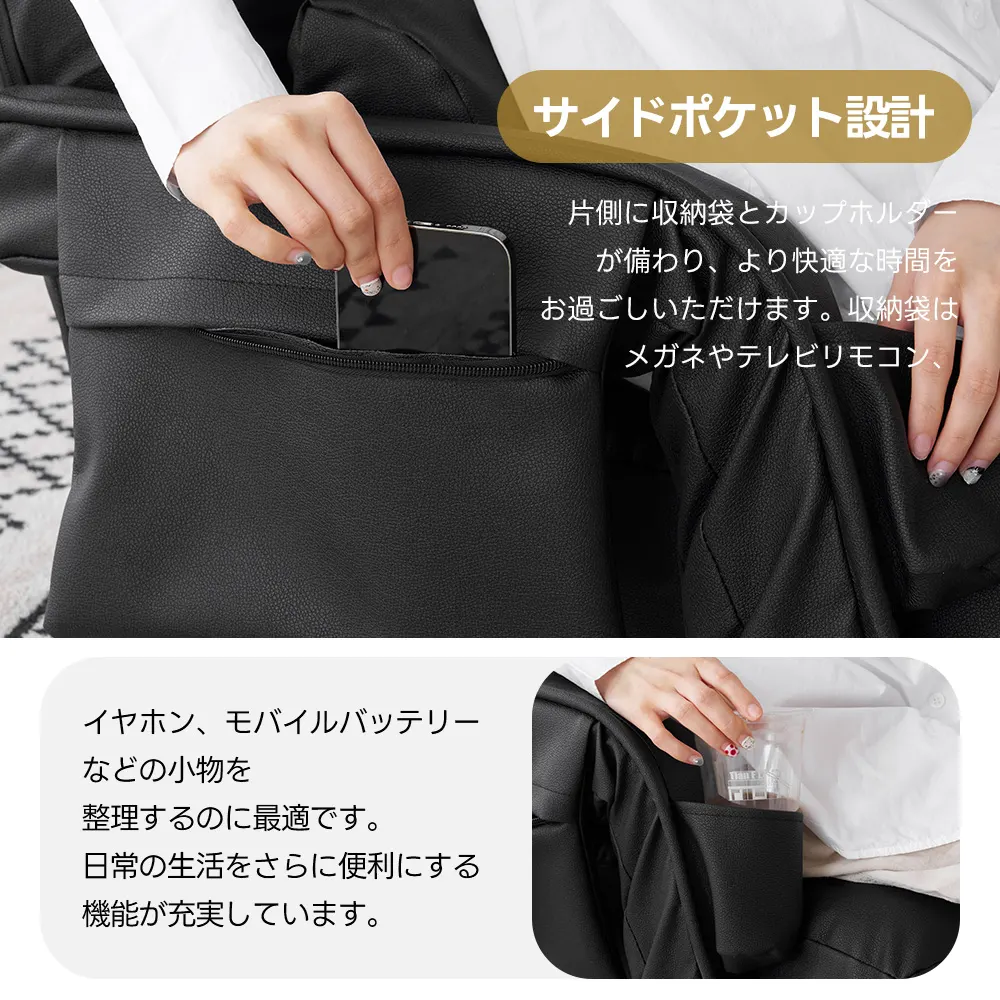 サイドポケット設計
片側に収納袋とカップホルダー
が備わり、より快適な時間を
お過ごしいただけます。収納袋は
メガネやテレビリモコン、
イヤホン、モバイルバッテリー
などの小物を
整理するのに最適です。
日常の生活をさらに便利にする
機能が充実しています。